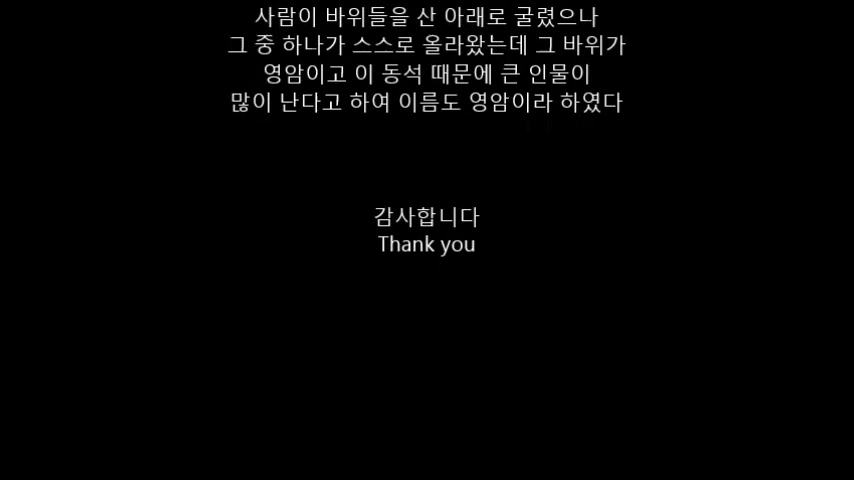 사람이 바위들을 산 아래로 굴렸으나
그 중 하나가 스스로 올라왔는데 그 바위가
영암이고 이 동석 때문에 큰 인물이
많이 난다고 하여 이름도 영암이라 하였다
감사합니다
Thank you